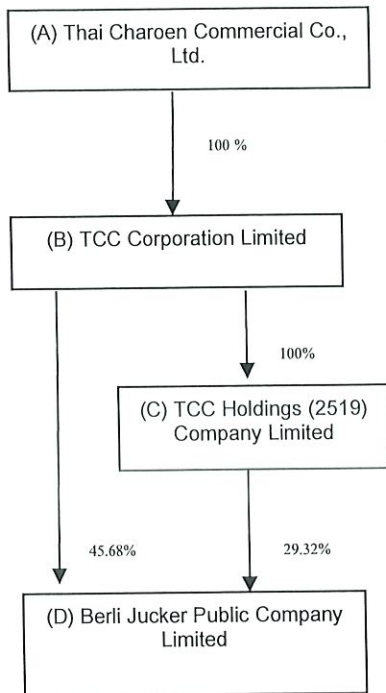 (A) Thai Charoen Commercial Co.,
Ltd.
100 %
(B) TCC Corporation Limited
100%
(C) TCC Holdings (2519)
Company Limited
45.68%
29.32%
(D) Berli Jucker Public Company
Limited